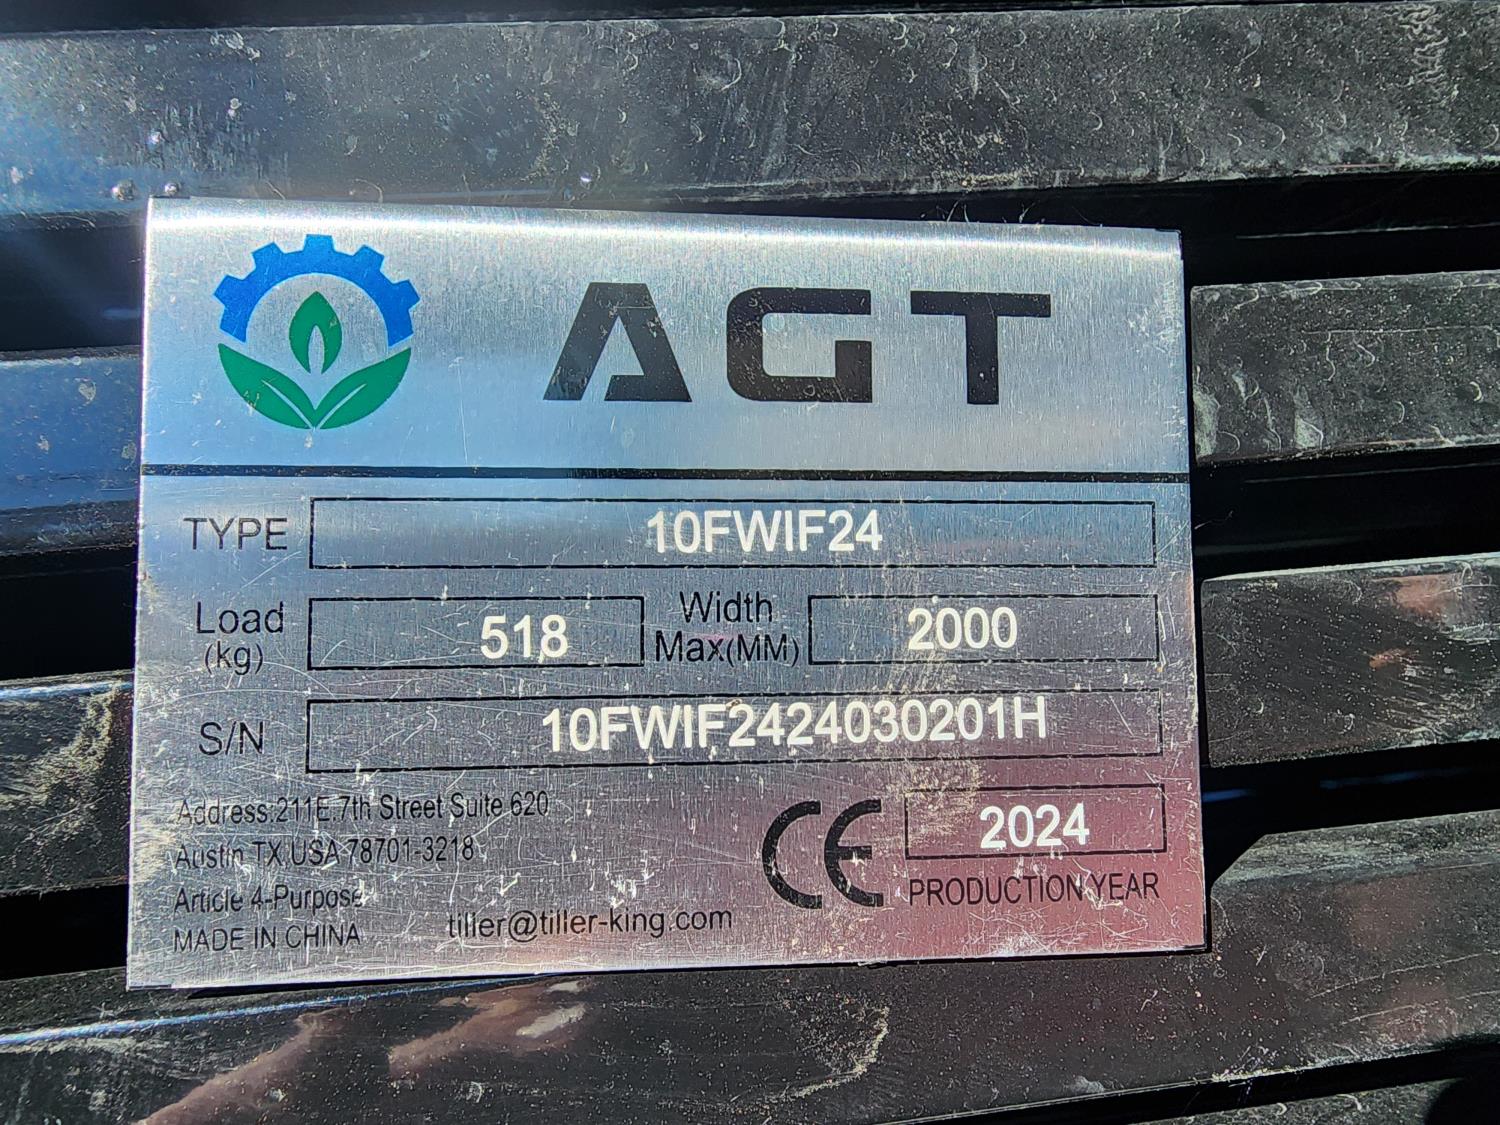 AGT
TYPE 10FWIF24
Load (kg) 518 Width Max(MM) 2000
S/N 10FWIF2424030201H
Address:211E.7th Street Suite 620
Austin TX,USA 78701-3218
Article 4-Purpose
MADE IN CHINA
tiller@tiller-king.com
CE
2024
PRODUCTION YEAR